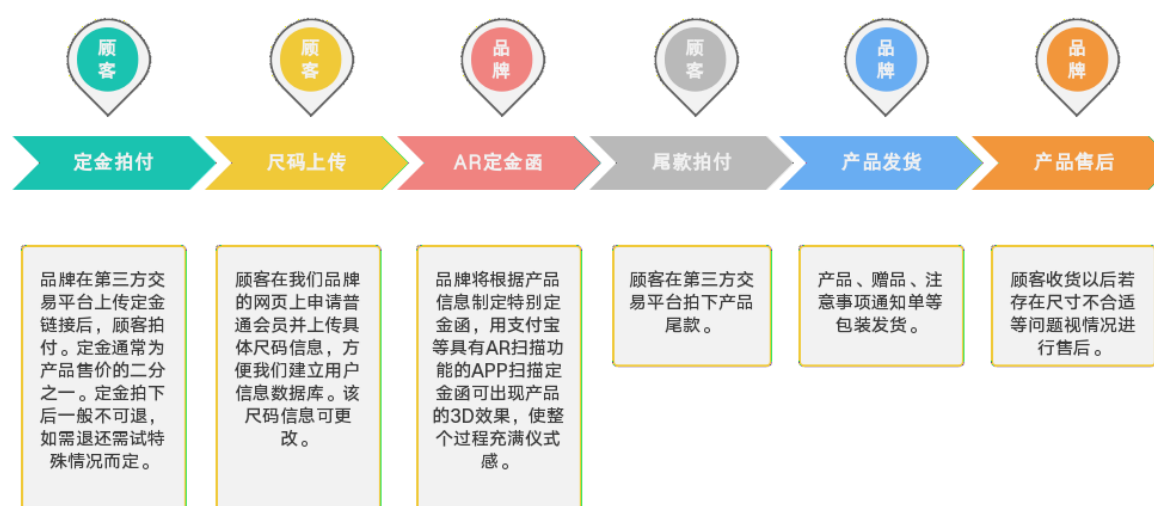 顾
客
顾
客
品
牌
顾
客
品
牌
品
牌
定金拍付
尺码上传
AR定金函
尾款拍付
产品发货
产品售后
品牌在第三方交
易平台上传定金
链接后，顾客拍
付。定金通常为
产品售价的二分
之一。定金拍下
后一般不可退，
如需退还需试特
殊情况而定。
顾客在我们品牌
的网页上申请普
通会员并上传具
体尺码信息，方
便我们建立用户
信息数据库。该
尺码信息可更
改。
品牌将根据产品
信息制定特别定
金函，用支付宝
等具有AR扫描功
能的APP扫描定
金函可出现产品
的3D效果，使整
个过程充满仪式
感。
顾客在第三方交
易平台拍下产品
尾款。
产品、赠品、注
意事项通知单等
包装发货。
顾客收货以后若
存在尺寸不合适
等问题视情况进
行售后。